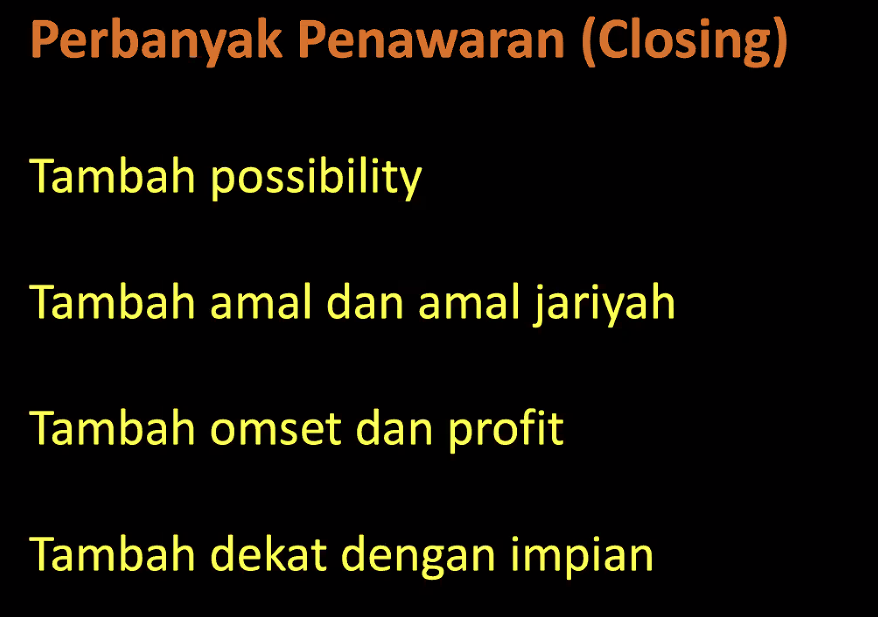 Perbanyak Penawaran (Closing)
Tambah possibility
Tambah amal dan amal jariyah
Tambah omset dan profit
Tambah dekat dengan impian